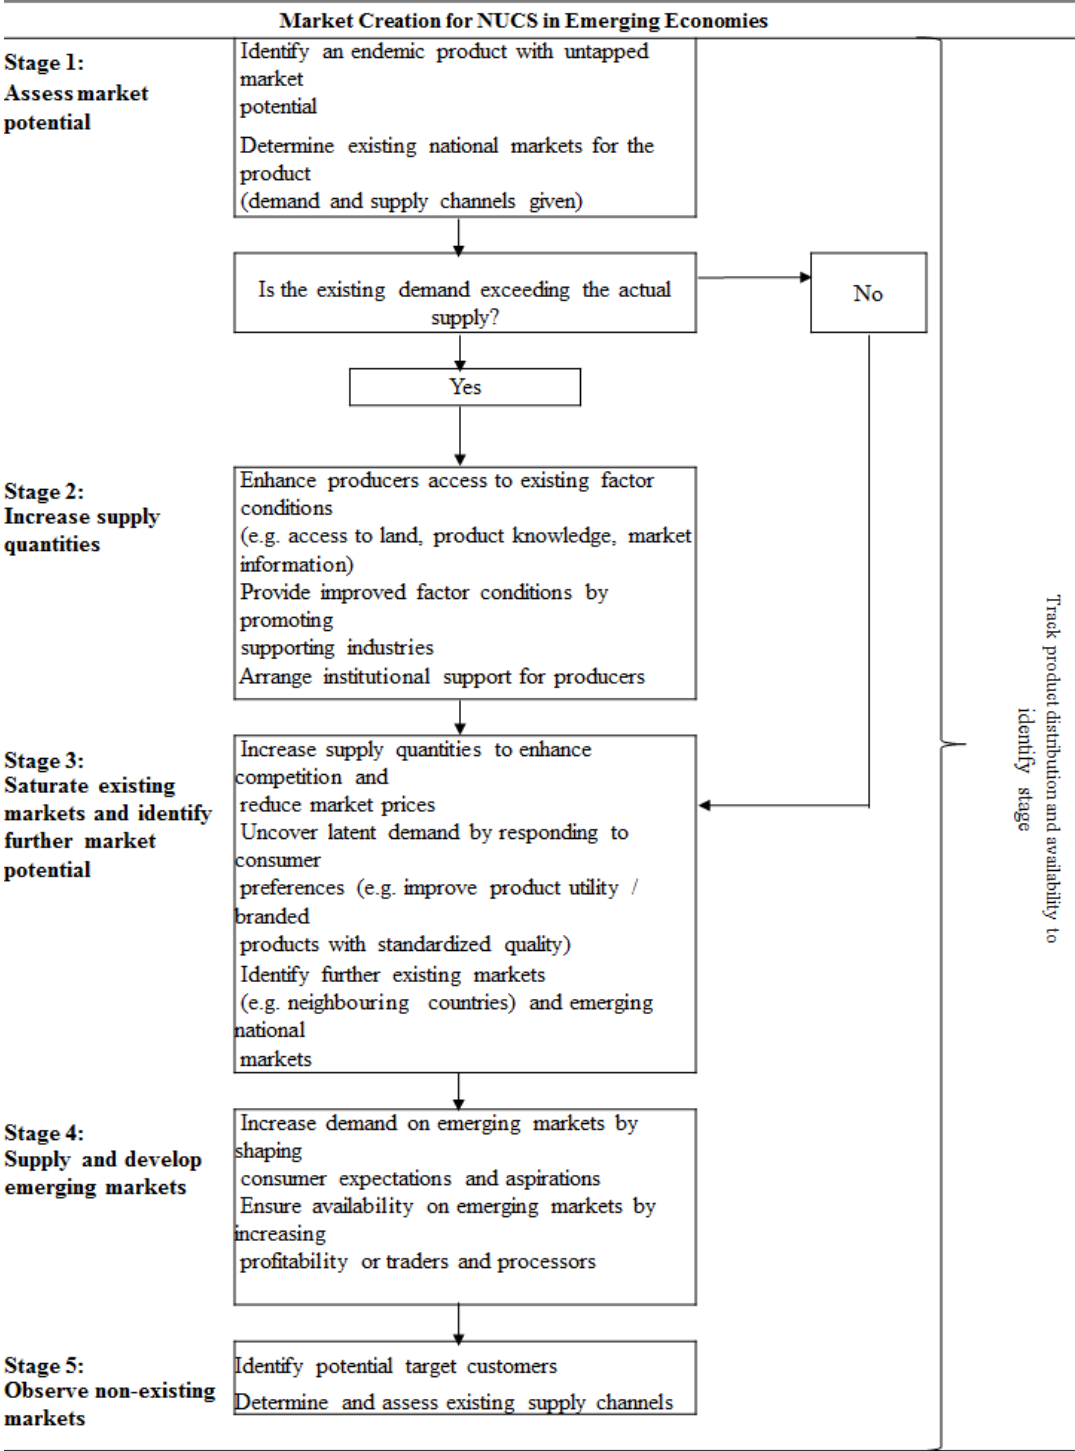 Market Creation for NUCS in Emerging Economies
Stage 1:
Assess market
potential
Identify an endemic product with untapped
market
potential
Determine existing national markets for the
product
(demand and supply channels given)
Is the existing demand exceeding the actual
supply?
No
Yes
Stage 2:
Increase supply
quantities
Enhance producers access to existing factor
conditions
(e.g. access to land, product knowledge, market
information)
Provide improved factor conditions by
promoting
supporting industries
Arrange institutional support for producers
Stage 3:
Saturate existing
markets and identify
further market
potential
Increase supply quantities to enhance
competition and
reduce market prices
Uncover latent demand by responding to
consumer
preferences (e.g. improve product utility /
branded
products with standardized quality)
Identify further existing markets
(e.g. neighbouring countries) and emerging
national
markets
Stage 4:
Supply and develop
emerging markets
Increase demand on emerging markets by
shaping
consumer expectations and aspirations
Ensure availability on emerging markets by
increasing
profitability or traders and processors
Stage 5:
Observe non-existing
markets
Identify potential target customers
Determine and assess existing supply channels
Track product distribution and availability to
identify stage